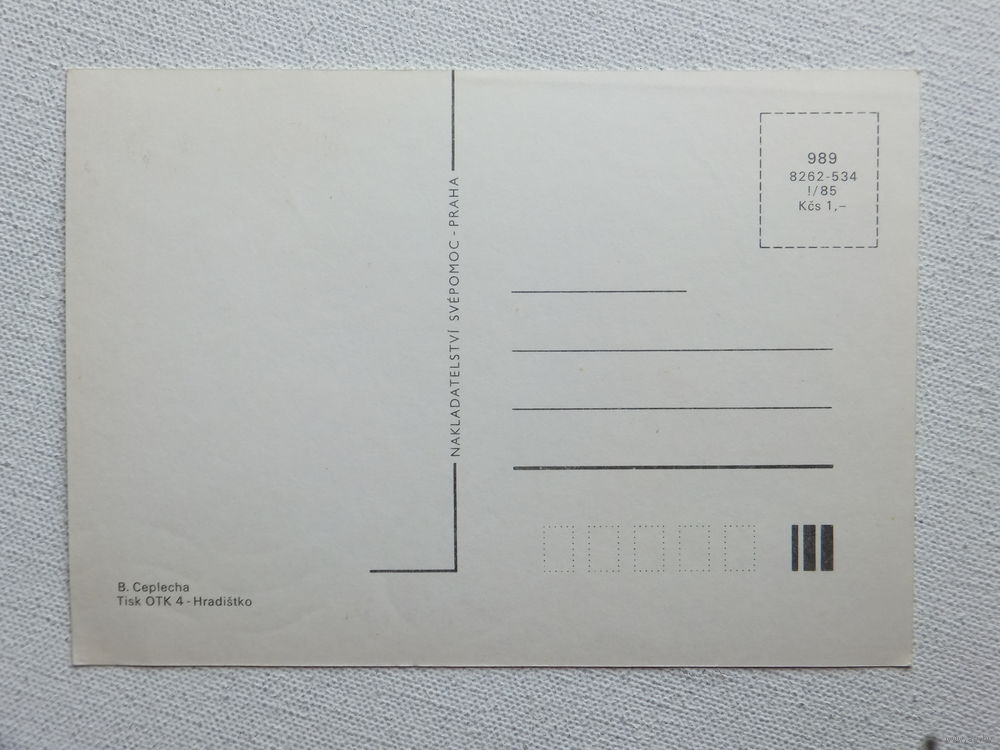 989
8262-534
!/85
Kčs 1,–
NAKLADATELSTVÍ SVÉPOMOC - PRAHA
B. Ceplecha
Tisk OTK 4 - Hradištko